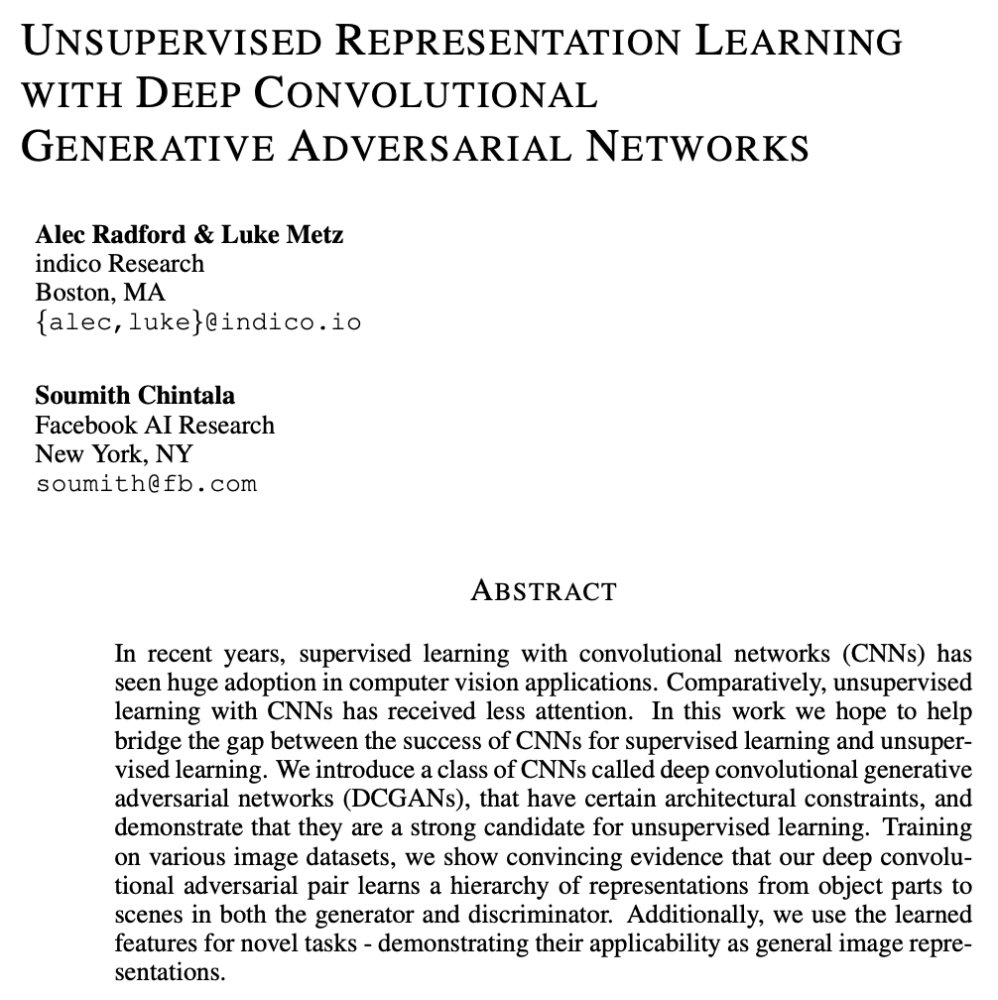 UNSUPERVISED REPRESENTATION LEARNING
WITH DEEP CONVOLUTIONAL
GENERATIVE ADVERSARIAL NETWORKS
Alec Radford & Luke Metz
indico Research
Boston, MA
{alec,luke}@indico.io
Soumith Chintala
Facebook AI Research
New York, NY
soumith@fb.com
ABSTRACT
In recent years, supervised learning with convolutional networks (CNNs) has
seen huge adoption in computer vision applications. Comparatively, unsupervised
learning with CNNs has received less attention. In this work we hope to help
bridge the gap between the success of CNNs for supervised learning and unsuper-
vised learning. We introduce a class of CNNs called deep convolutional generative
adversarial networks (DCGANs), that have certain architectural constraints, and
demonstrate that they are a strong candidate for unsupervised learning. Training
on various image datasets, we show convincing evidence that our deep convolu-
tional adversarial pair learns a hierarchy of representations from object parts to
scenes in both the generator and discriminator. Additionally, we use the learned
features for novel tasks - demonstrating their applicability as general image repre-
sentations.